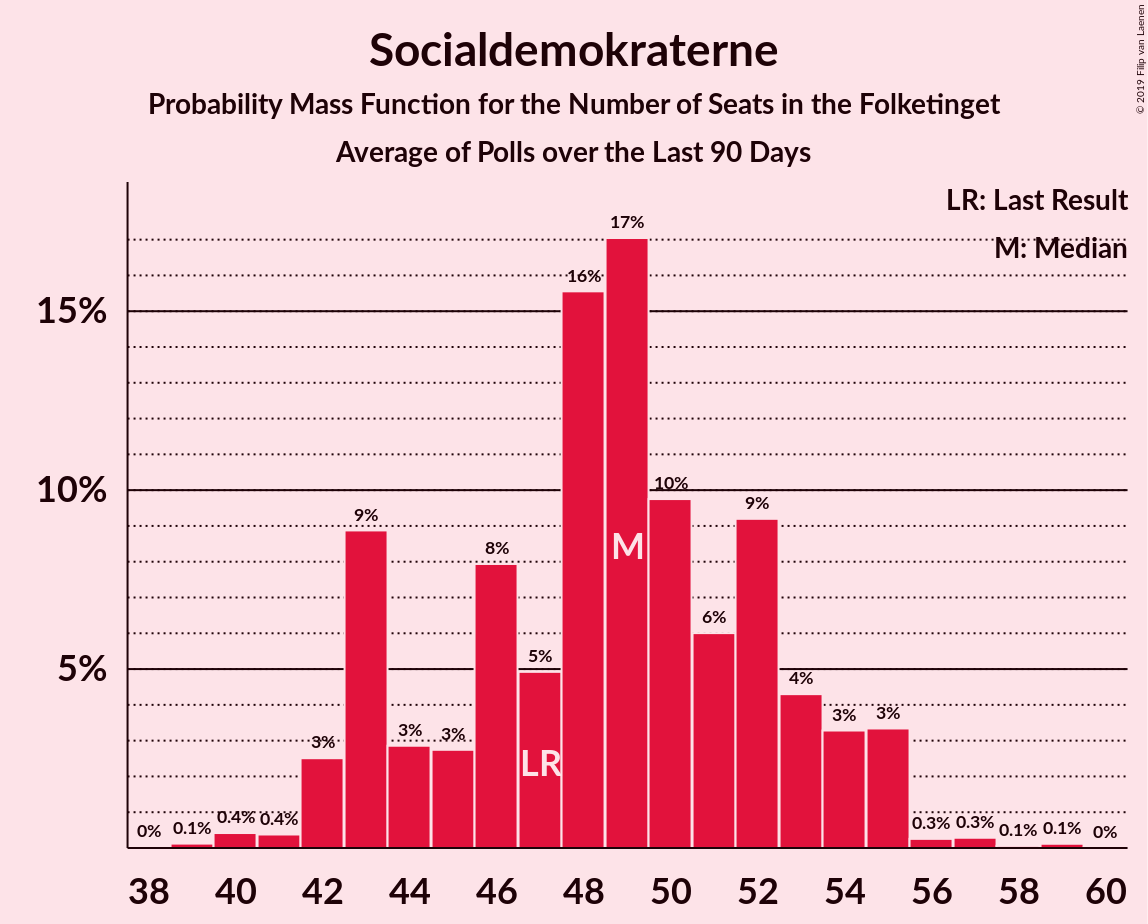 Socialdemokraterne
Probability Mass Function for the Number of Seats in the Folketinget
Average of Polls over the Last 90 Days
© 2019 Filip van Laenen
LR: Last Result
M: Median
15%
10%
5%
0%
0.1%
0.4%
0.4%
3%
9%
3%
3%
8%
5%
16%
17%
10%
6%
9%
4%
3%
3%
0.3%
0.3%
0.1%
0.1%
0%
LR
M
38 40 42 44 46 48 50 52 54 56 58 60